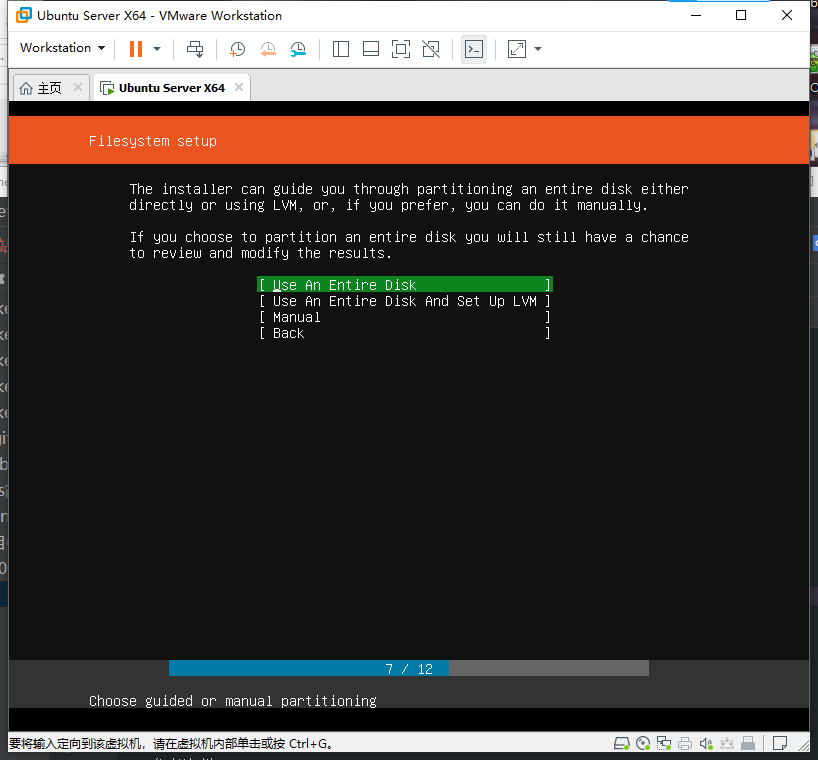 Ubuntu Server X64 - VMware Workstation
Workstation
主页
Ubuntu Server X64
Filesystem setup
The installer can guide you through partitioning an entire disk either
directly or using LVM, or, if you prefer, you can do it manually.
If you choose to partition an entire disk you will still have a chance
to review and modify the results.
[ Use An Entire Disk ]
[ Use An Entire Disk And Set Up LVM ]
[ Manual ]
[ Back ]
7 / 12
Choose guided or manual partitioning
要将输入定向到该虚拟机，请在虚拟机内部单击或按 Ctrl+G。